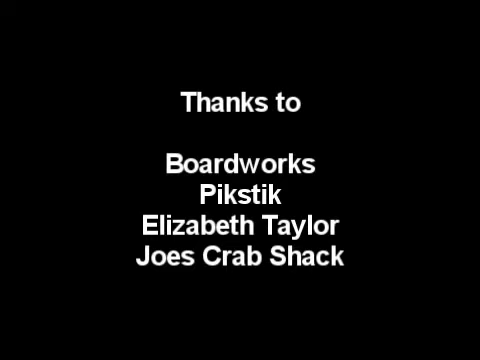 Thanks to
Boardworks
Pikstik
Elizabeth Taylor
Joes Crab Shack